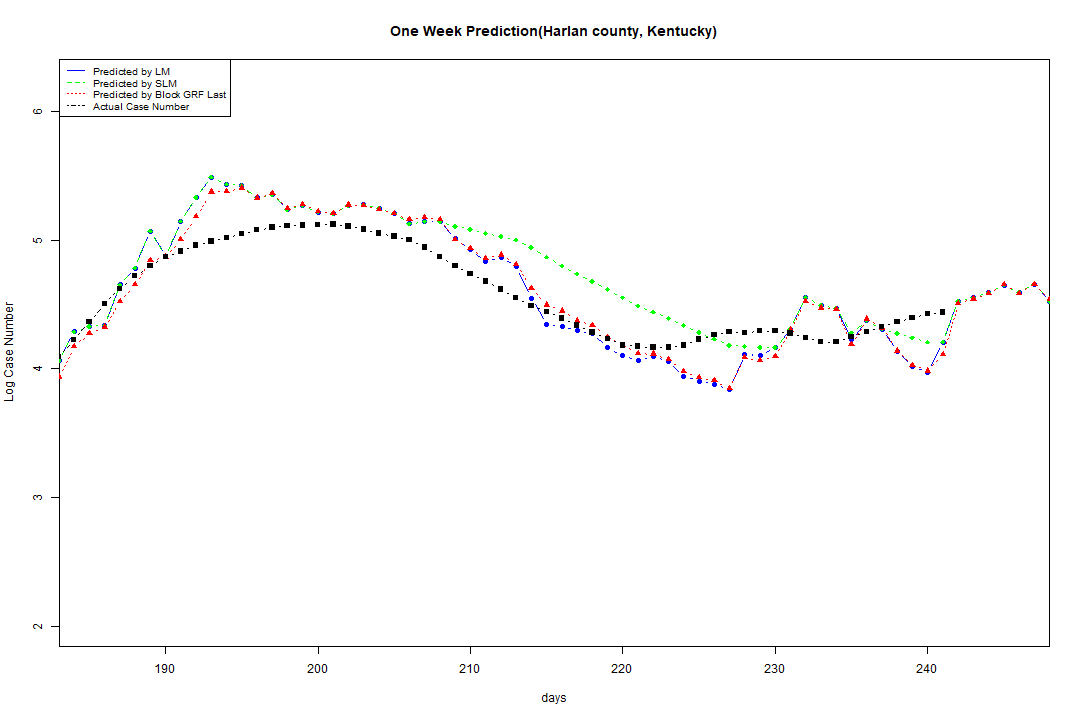 One Week Prediction(Harlan county, Kentucky)
Predicted by LM
Predicted by SLM
Predicted by Block GRF Last
Actual Case Number
6
5
4
3
2
Log Case Number
190 200 210 220 230 240
days